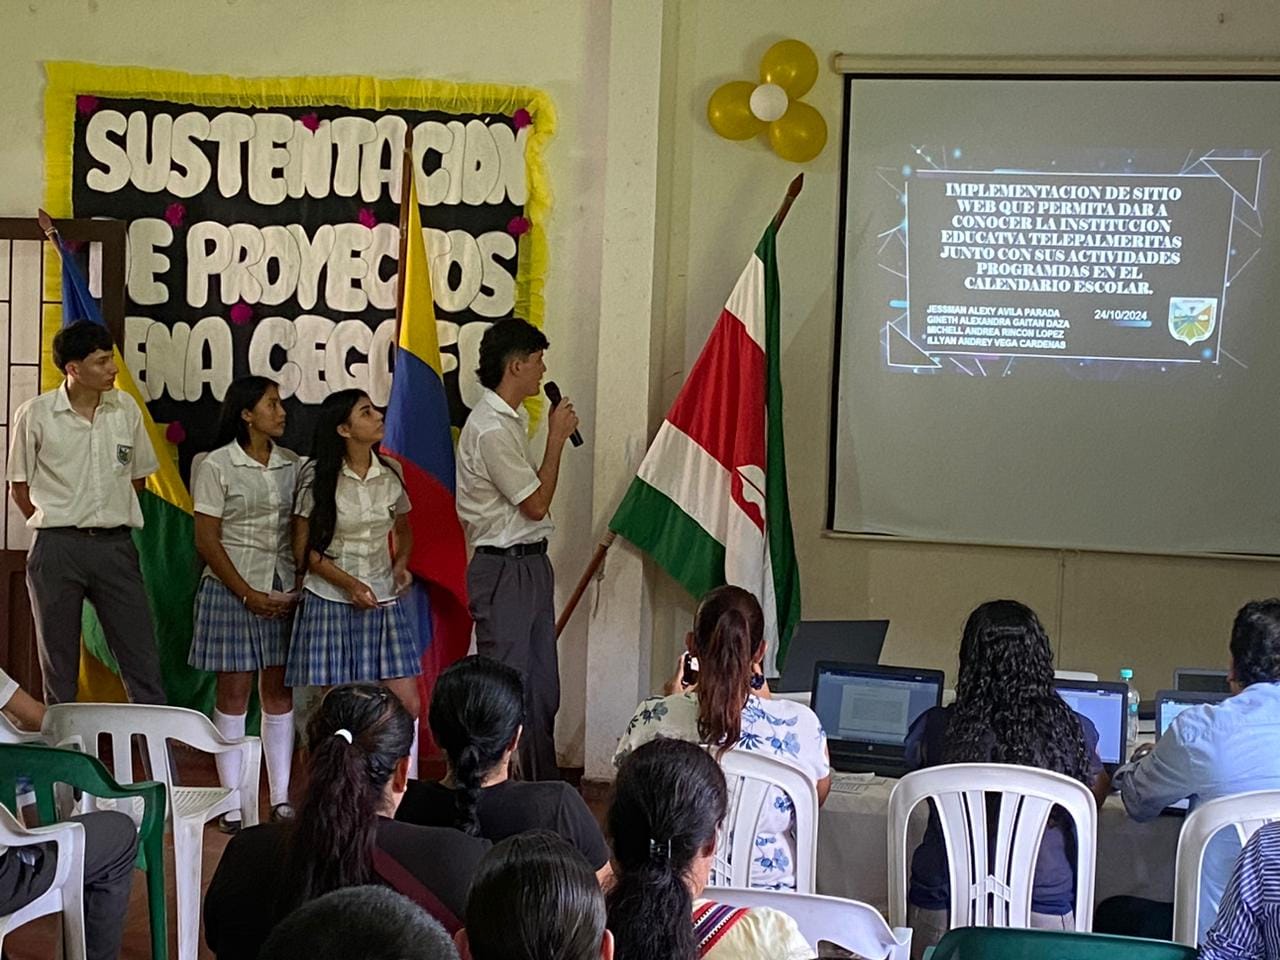 SUSTENTACIÓN
DE PROYECTOS
CEGAFE
IMPLEMENTACION DE SITIO
WEB QUE PERMITA DAR A
CONOCER LA INSTITUCION
EDUCATVA TELEPALMERITAS
JUNTO CON SUS ACTIVIDADES
PROGRAMDAS EN EL
CALENDARIO ESCOLAR.
JESSMAN ALEXY AVILA PARADA
GINETH ALEXANDRA GAITAN DAZA
MICHELL ANDREA RINCON LOPEZ
ILLYAN ANDREY VEGA CARDENAS
24/10/2024